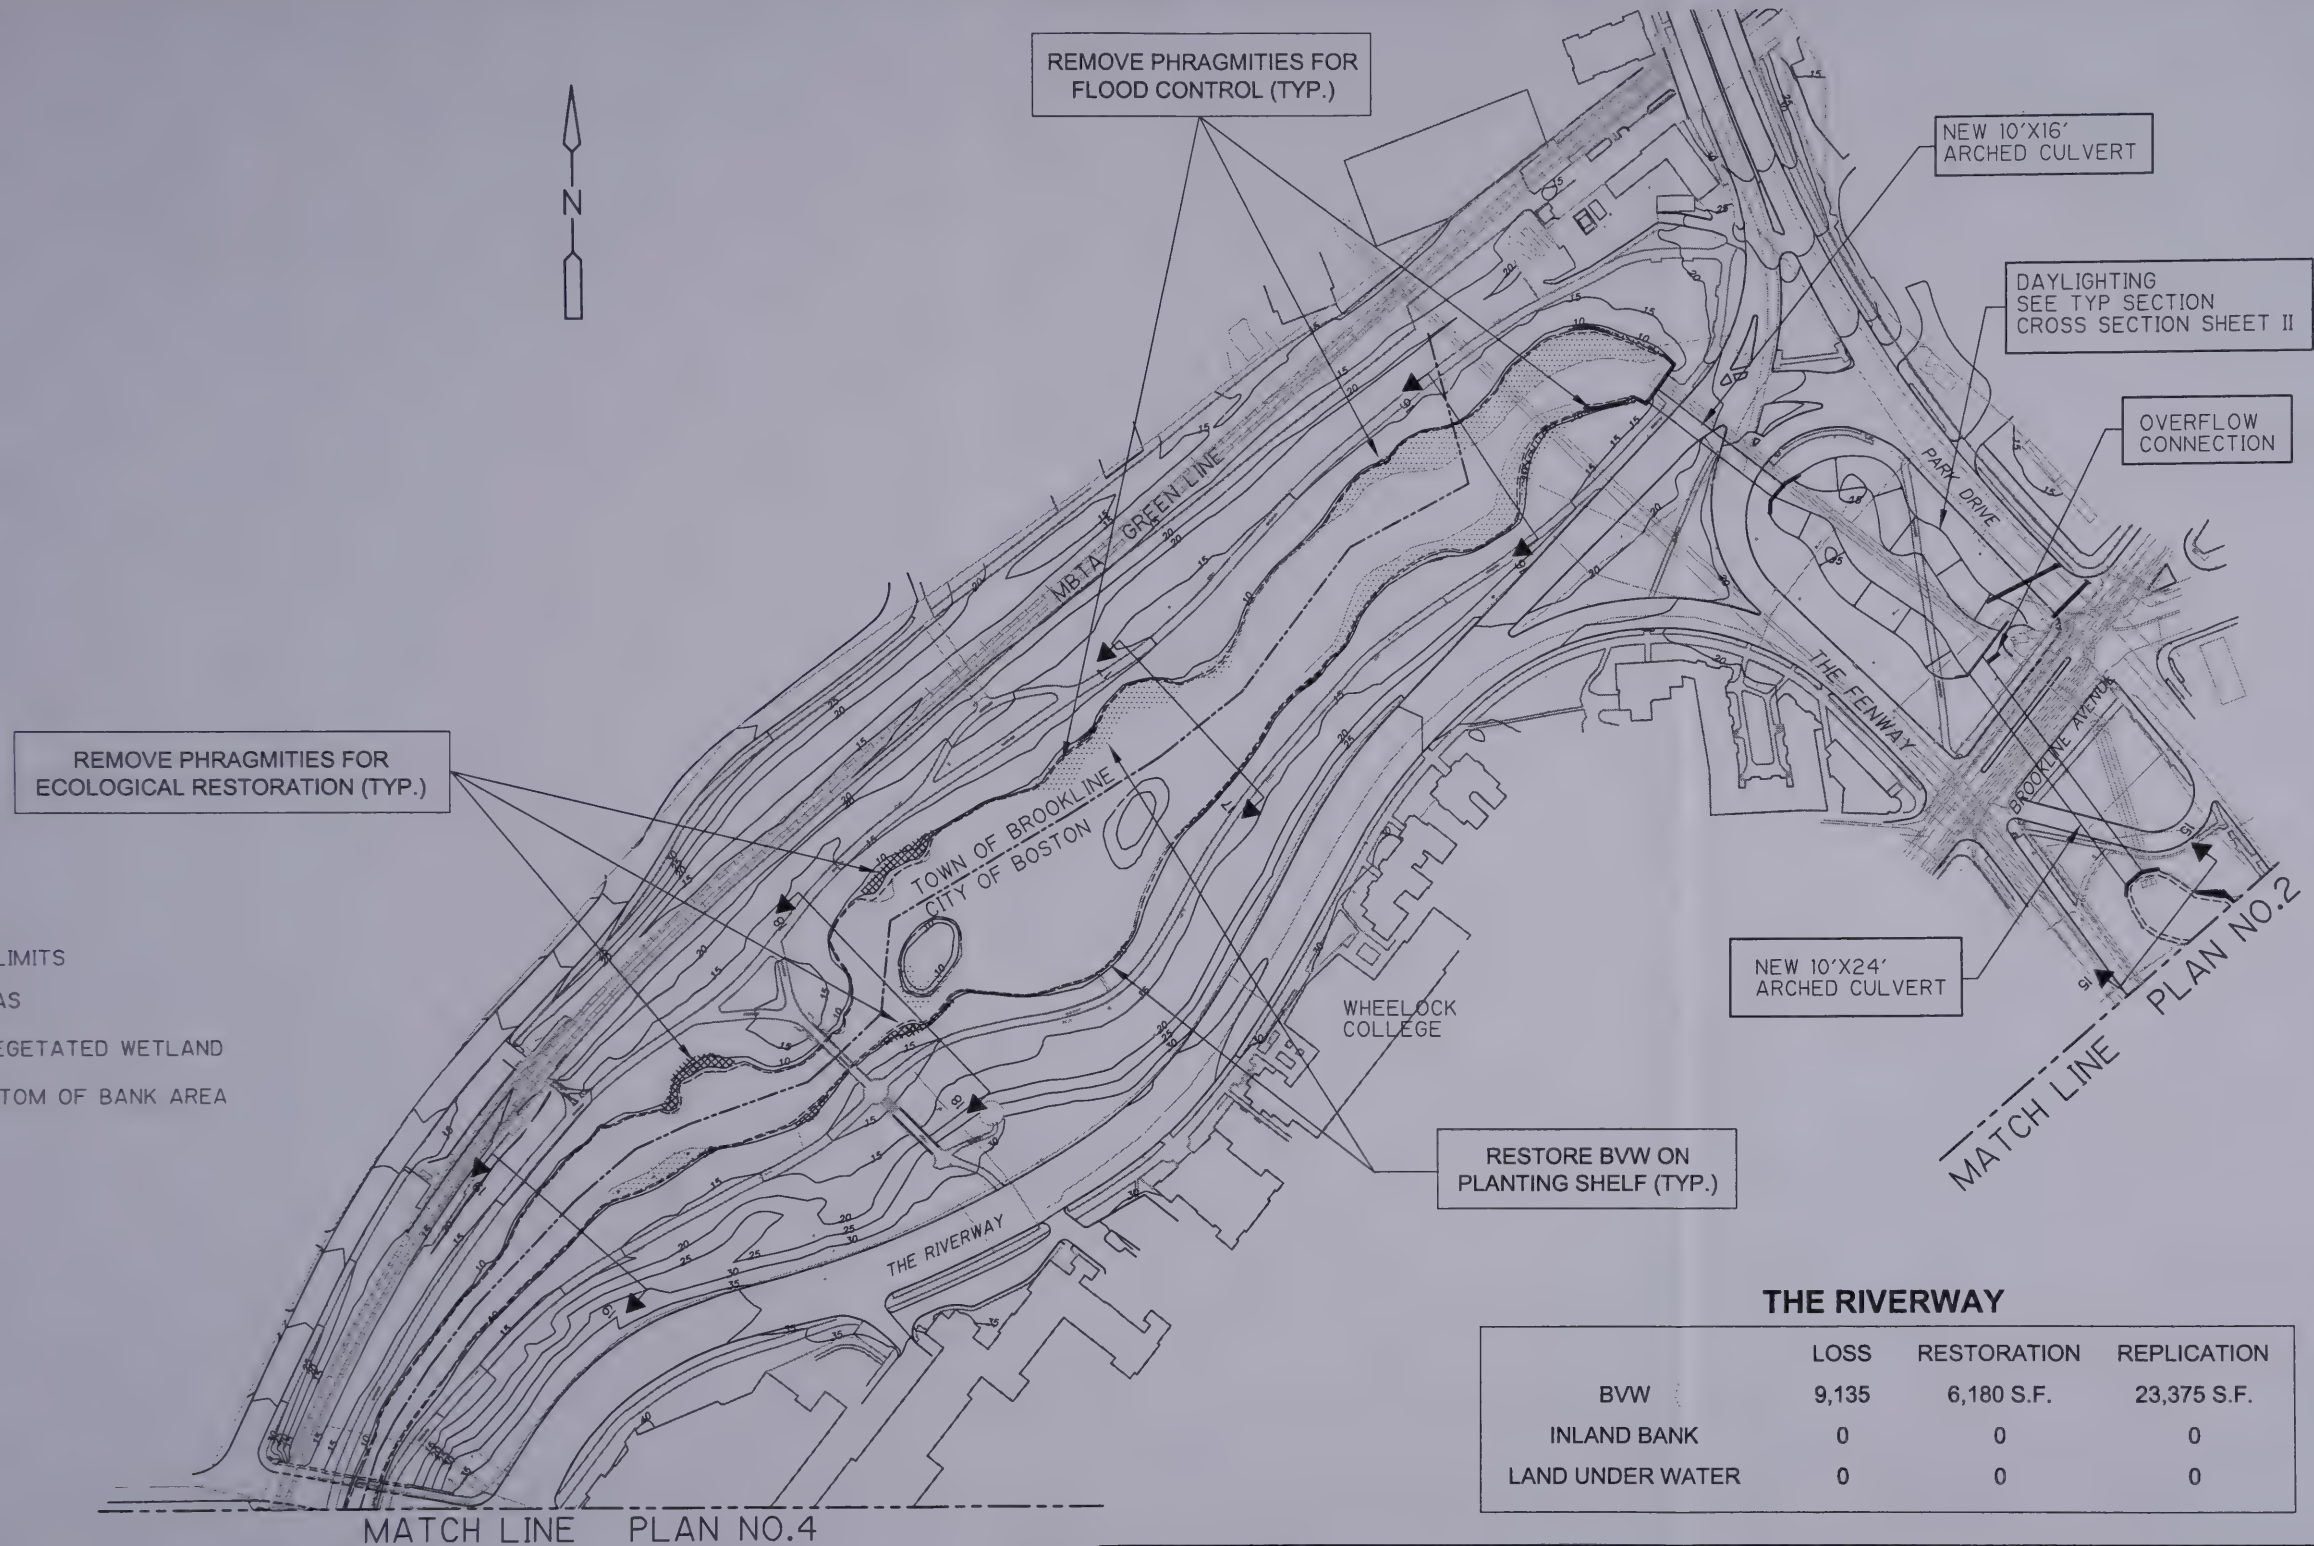 REMOVE PHRAGMITIES FOR
FLOOD CONTROL (TYP.)
N
NEW 10'X16'
ARCHED CULVERT
DAYLIGHTING
SEE TYP SECTION
CROSS SECTION SHEET II
OVERFLOW
CONNECTION
PARK DRIVE
MBTA GREEN LINE
THE FENWAY
BROOKLINE AVENUE
REMOVE PHRAGMITIES FOR
ECOLOGICAL RESTORATION (TYP.)
TOWN OF BROOKLINE
CITY OF BOSTON
LIMITS
AS
EGETATED WETLAND
TOM OF BANK AREA
WHEELOCK
COLLEGE
NEW 10'X24'
ARCHED CULVERT
MATCH LINE PLAN NO.2
RESTORE BVW ON
PLANTING SHELF (TYP.)
THE RIVERWAY
THE RIVERWAY
LOSS RESTORATION REPLICATION
BVW 9,135 6,180 S.F. 23,375 S.F.
INLAND BANK 0 0 0
LAND UNDER WATER 0 0 0
MATCH LINE PLAN NO.4